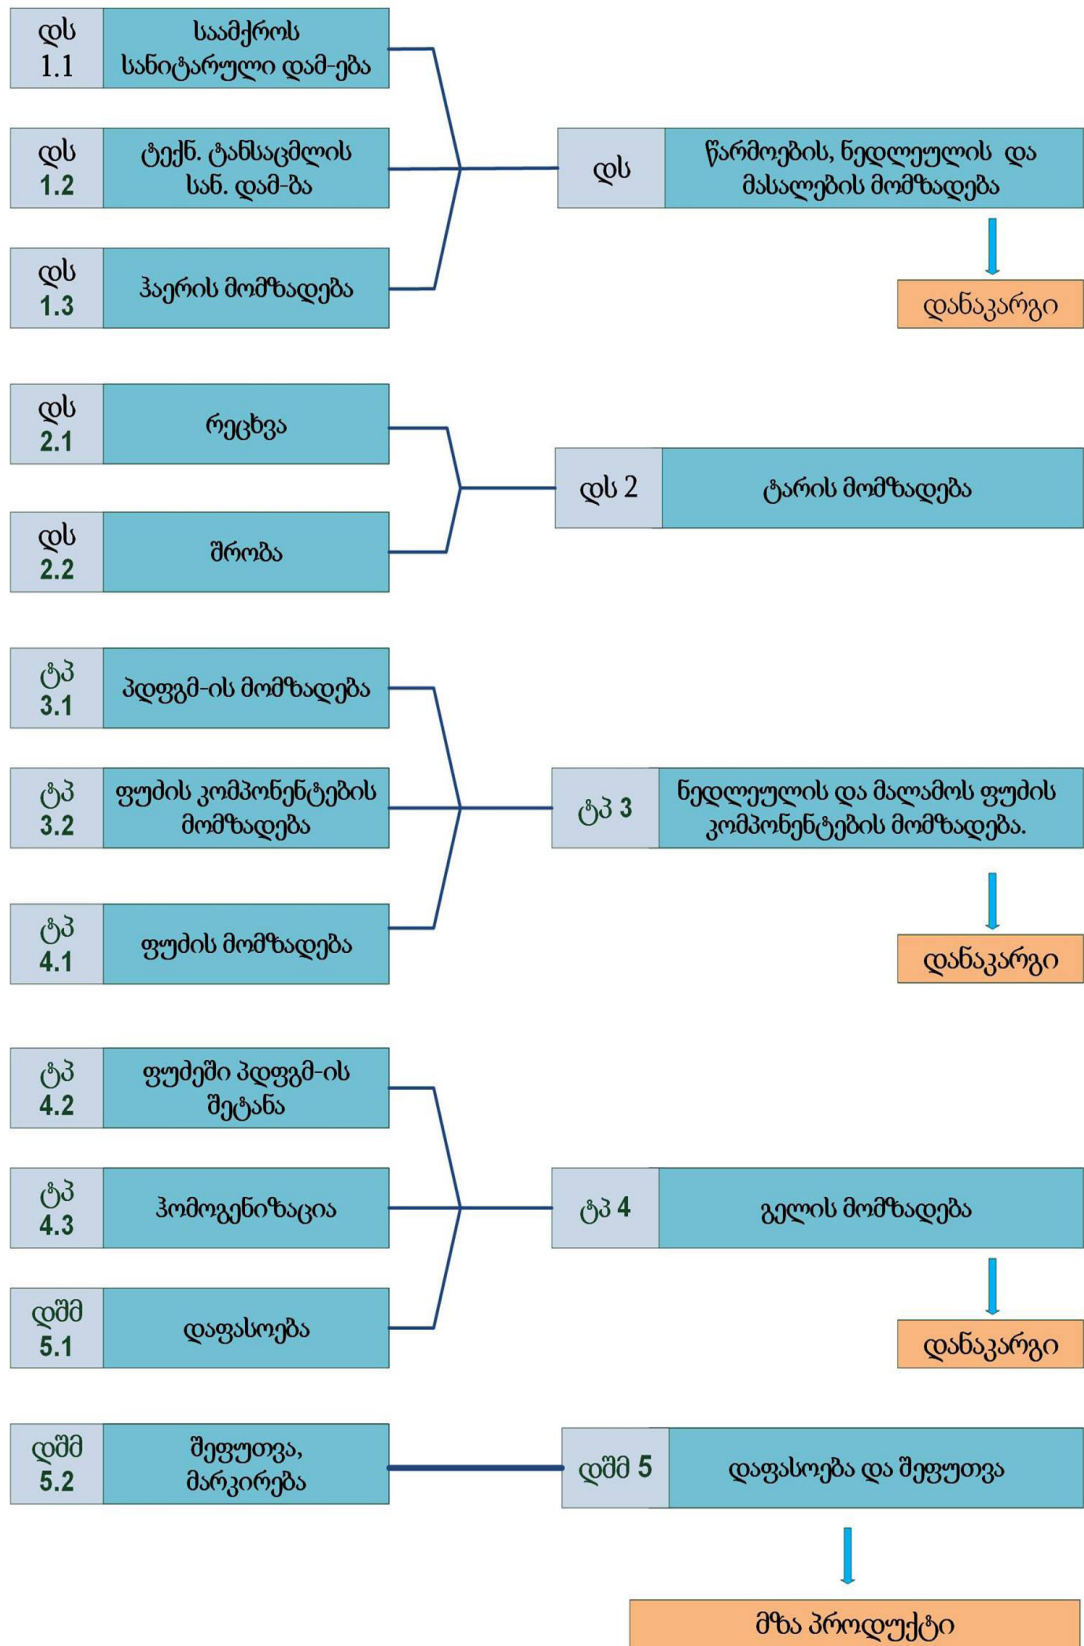 დს
1.1
საამქროს
სანიტარული დამ-ება
დს
1.2
ტექნ. ტანსაცმლის
სან. დამ-ბა
დს
1.3
ჰაერის მომზადება
დს
წარმოების, ნედლეულის და
მასალების მომზადება
დანაკარგი
დს
2.1
რეცხვა
დს
2.2
შრობა
დს 2
ტარის მომზადება
ტპ
3.1
პდფგმ-ის მომზადება
ტპ
3.2
ფუძის კომპონენტების
მომზადება
ტპ
4.1
ფუძის მომზადება
ტპ 3
ნედლეულის და მალამოს ფუძის
კომპონენტების მომზადება.
დანაკარგი
ტპ
4.2
ფუძეში პდფგმ-ის
შეტანა
ტპ
4.3
ჰომოგენიზაცია
დშმ
5.1
დაფასოება
ტპ 4
გელის მომზადება
დანაკარგი
დშმ
5.2
შეფუთვა,
მარკირება
დშმ 5
დაფასოება და შეფუთვა
მზა პროდუქტი